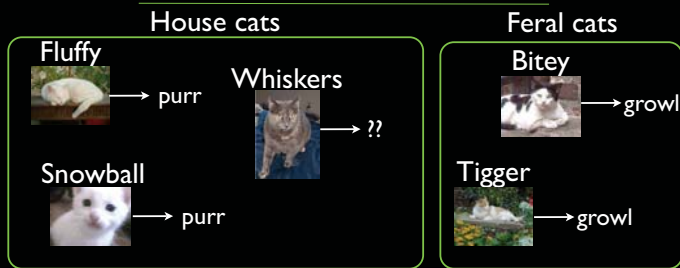 House cats
Fluffy
purr
Whiskers
??
Snowball
purr
Feral cats
Bitey
growl
Tigger
growl